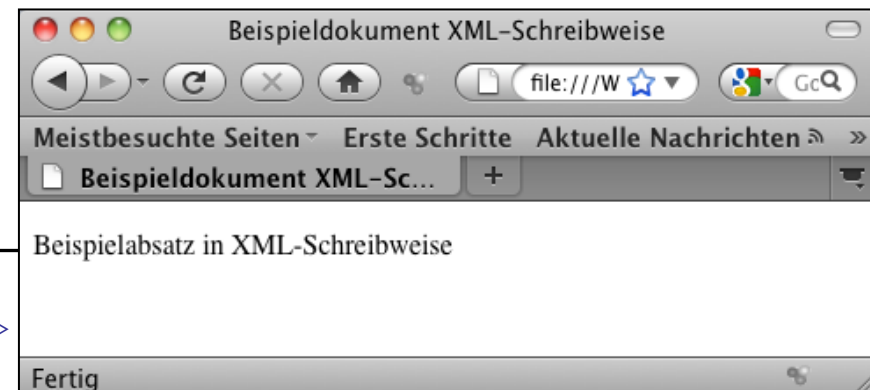 Beispieldokument XML-Schreibweise
file:///W
Meistbesuchte Seiten Erste Schritte Aktuelle Nachrichten »
Beispieldokument XML-Sc... +
Beispielabsatz in XML-Schreibweise
>
Fertig